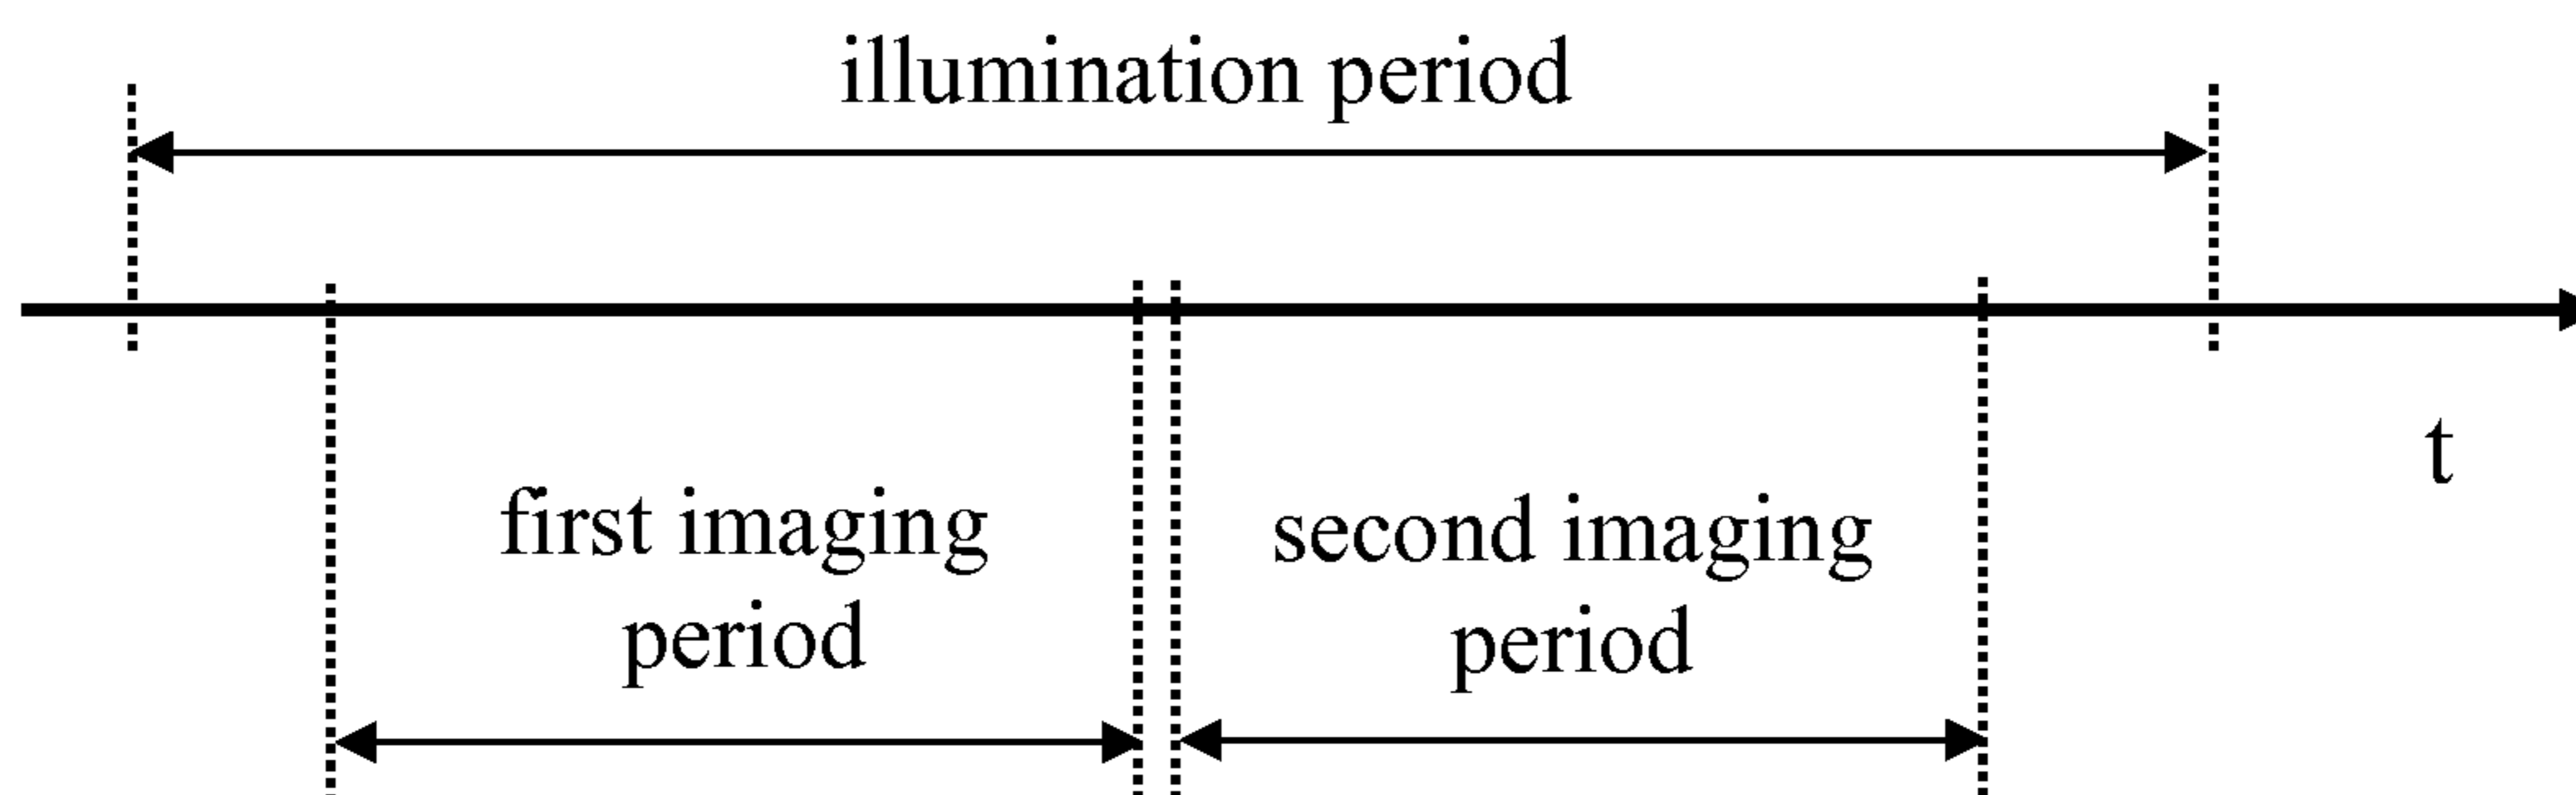 illumination period
t
first imaging
period
second imaging
period